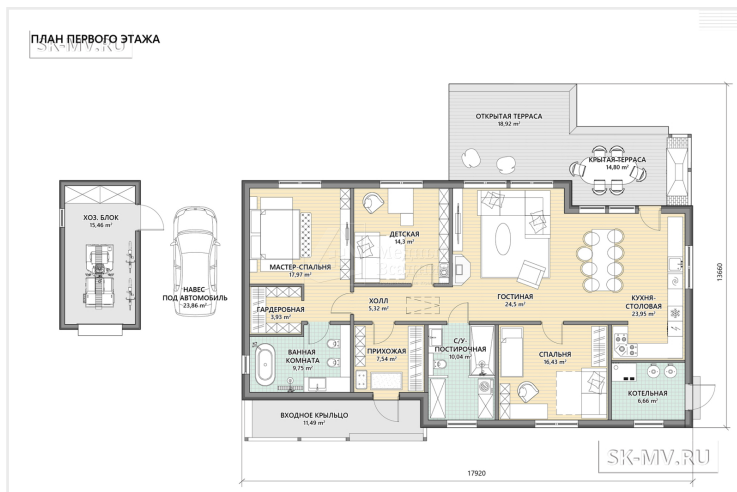 ПЛАН ПЕРВОГО ЭТАЖА
SK-MV.RU
ОТКРЫТАЯ ТЕРРАСА
18,92 m²
КРЫТАЯ ТЕРРАСА
14,80 m²
ХОЗ. БЛОК
15,46 m²
НАВЕС
ПОД АВТОМОБИЛЬ
23,86 m²
МАСТЕР-СПАЛЬНЯ
17,97 m²
ДЕТСКАЯ
14,3 m²
ГОСТИНАЯ
24,5 m²
КУХНЯ-
СТОЛОВАЯ
23,95 m²
ГАРДЕРОБНАЯ
3,93 m²
ХОЛЛ
5,32 m²
ВАННАЯ
КОМНАТА
9,75 m²
ПРИХОЖАЯ
7,54 m²
С/У-
ПОСТИРОЧНАЯ
10,04 m²
СПАЛЬНЯ
16,43 m²
КОТЕЛЬНАЯ
6,66 m²
ВХОДНОЕ КРЫЛЬЦО
11,49 m²
13660
17920
SK-MV.RU